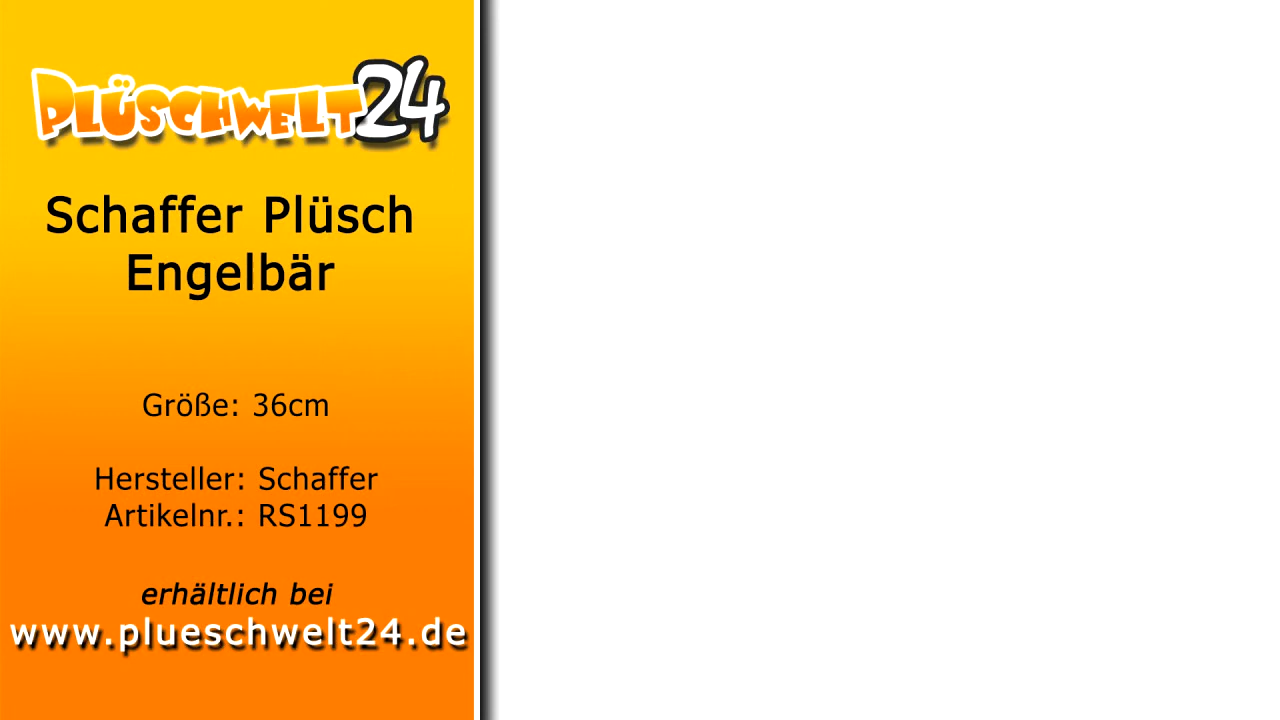 PLÜSCHWELT24
Schaffer Plüsch
Engelbär
Größe: 36cm
Hersteller: Schaffer
Artikelnr.: RS1199
erhältlich bei
www.plueschwelt24.de